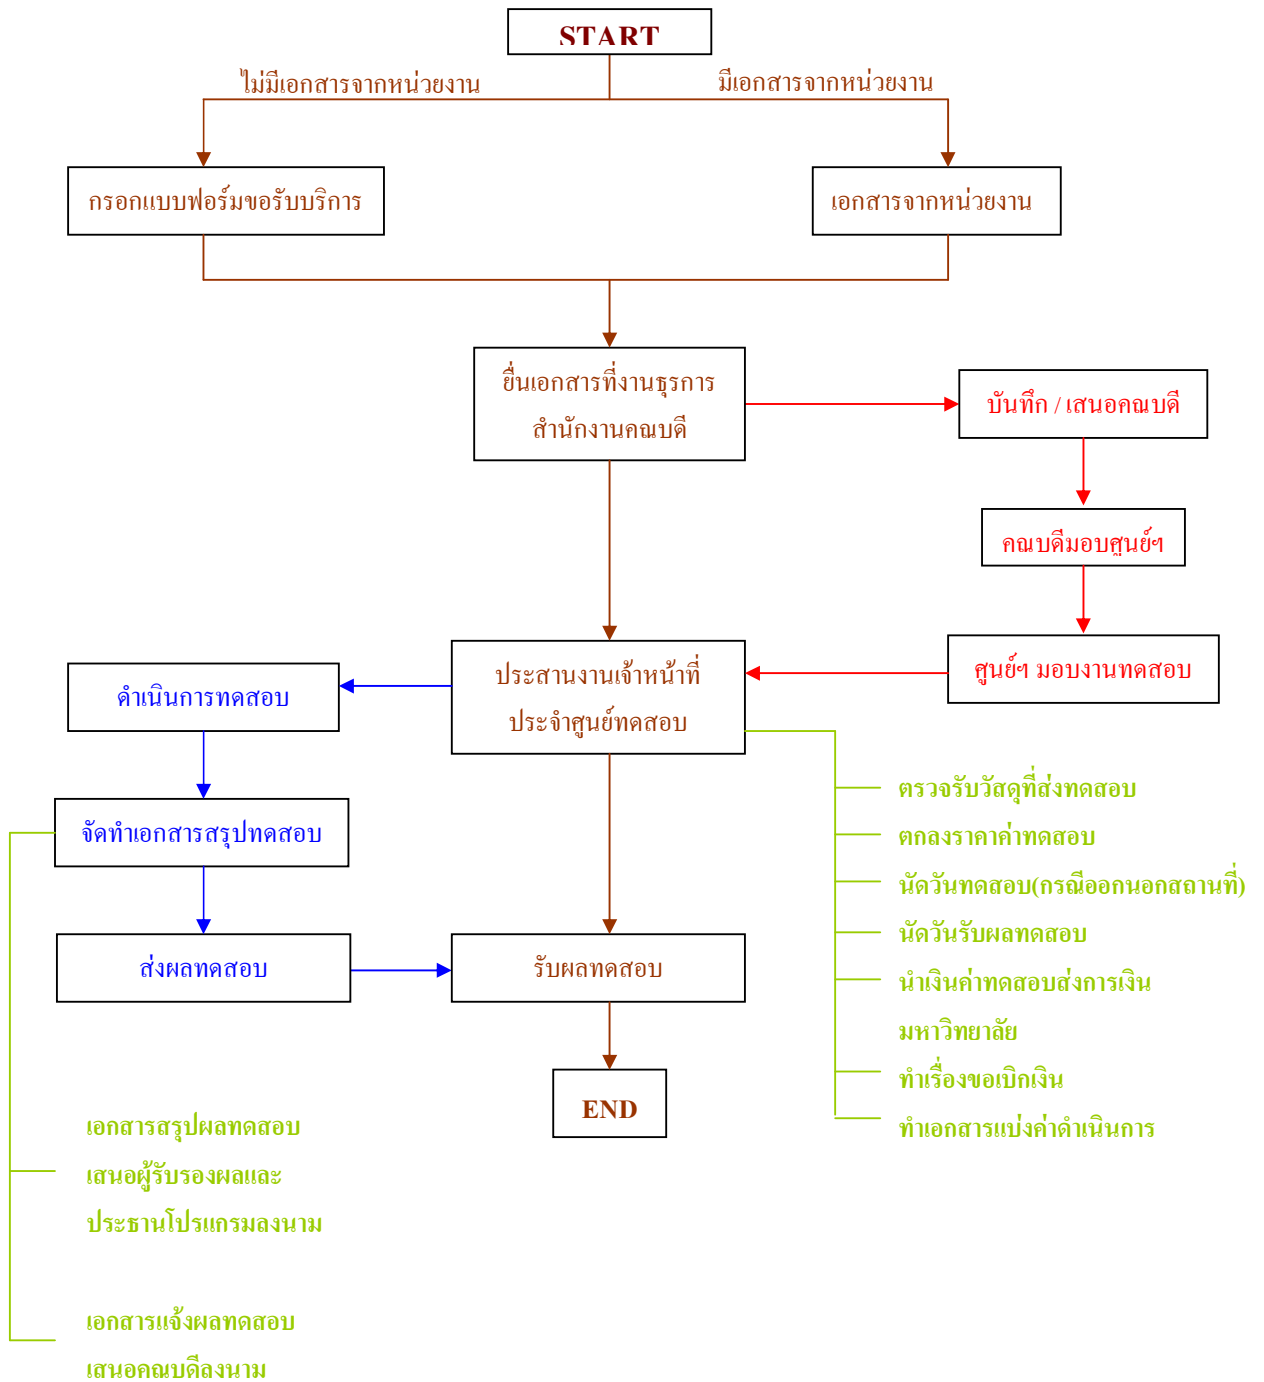 START
ไม่มีเอกสารจากหน่วยงาน
มีเอกสารจากหน่วยงาน
กรอกแบบฟอร์มขอรับบริการ
เอกสารจากหน่วยงาน
ยื่นเอกสารที่งานธุรการ
สำนักงานคณบดี
บันทึก / เสนอคณบดี
คณบดีมอบศูนย์ฯ
ศูนย์ฯ มอบงานทดสอบ
ประสานงานเจ้าหน้าที่
ประจำศูนย์ทดสอบ
ดำเนินการทดสอบ
จัดทำเอกสารสรุปทดสอบ
ส่งผลทดสอบ
รับผลทดสอบ
END
ตรวจรับวัสดุที่ส่งทดสอบ
ตกลงราคาค่าทดสอบ
นัดวันทดสอบ(กรณีออกนอกสถานที่)
นัดวันรับผลทดสอบ
นำเงินค่าทดสอบส่งการเงิน
มหาวิทยาลัย
ทำเรื่องขอเบิกเงิน
ทำเอกสารแบ่งค่าดำเนินการ
เอกสารสรุปผลทดสอบ
เสนอผู้รับรองผลและ
ประธานโปรแกรมลงนาม
เอกสารแจ้งผลทดสอบ
เสนอคณบดีลงนาม